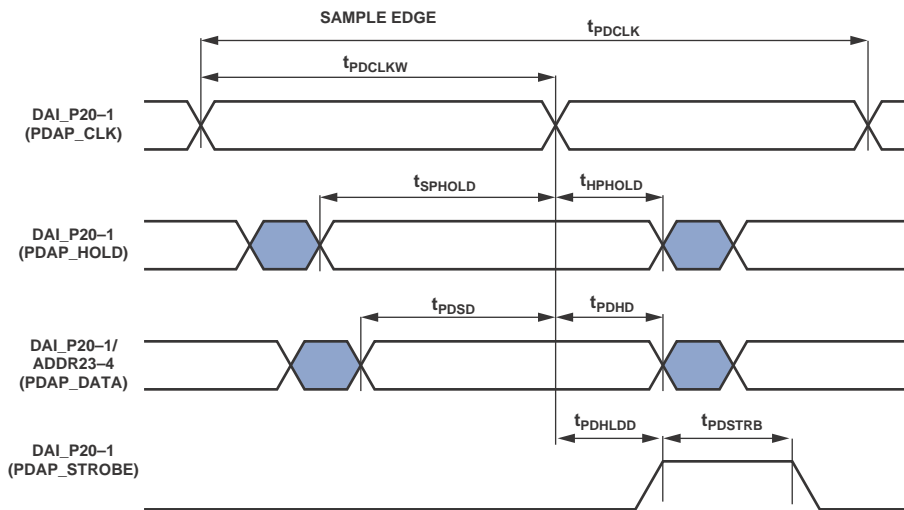 SAMPLE EDGE
tPDCLK
tPDCLKW
DAI_P20–1
(PDAP_CLK)
tSPHOLD
tHPHOLD
DAI_P20–1
(PDAP_HOLD)
tPDSD
tPDHD
DAI_P20–1/
ADDR23–4
(PDAP_DATA)
tPDHLDD
tPDSTRB
DAI_P20–1
(PDAP_STROBE)